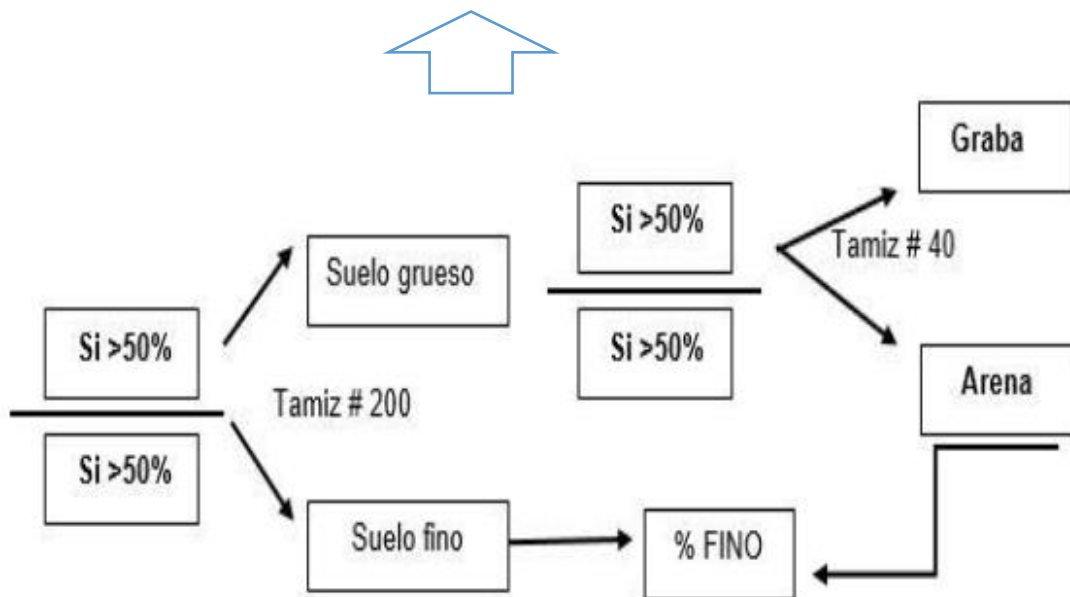 Graba
Si >50%
Tamiz # 40
Suelo grueso
Si >50%
Si >50%
Arena
Tamiz # 200
Si >50%
Suelo fino
% FINO